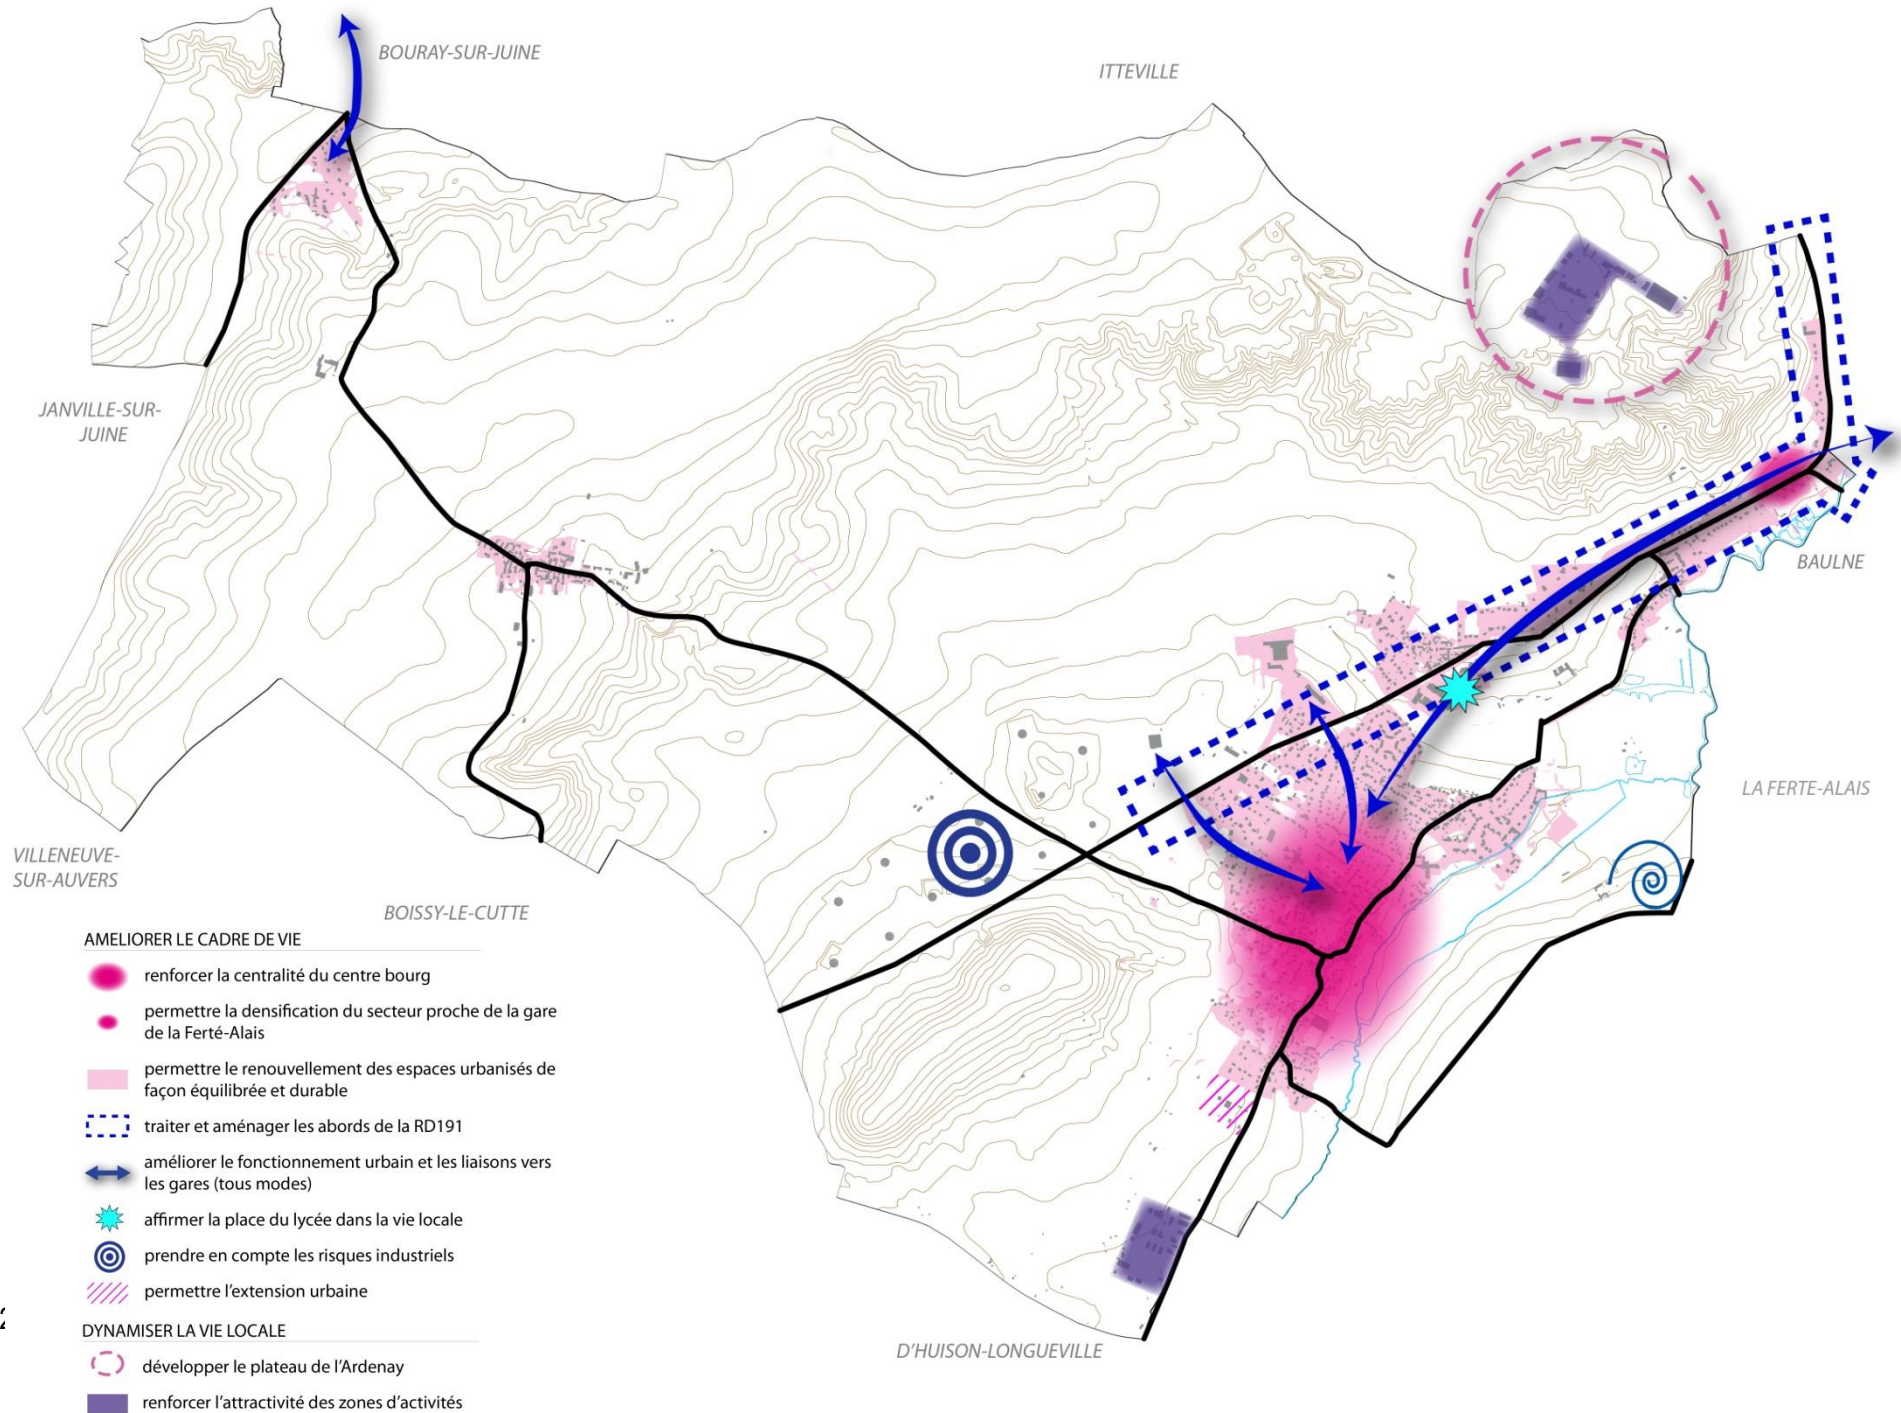 BOURAY-SUR-JUINE
ITTEVILLE
JANVILLE-SUR-
JUINE
BAULNE
LA FERTE-ALAIS
VILLENEUVE-
SUR-AUVERS
BOISSY-LE-CUTTE
D'HUISON-LONGUEVILLE
AMELIORER LE CADRE DE VIE
renforcer la centralité du centre bourg
permettre la densification du secteur proche de la gare
de la Ferté-Alais
permettre le renouvellement des espaces urbanisés de
façon équilibrée et durable
traiter et aménager les abords de la RD191
améliorer le fonctionnement urbain et les liaisons vers
les gares (tous modes)
affirmer la place du lycée dans la vie locale
prendre en compte les risques industriels
permettre l'extension urbaine
DYNAMISER LA VIE LOCALE
développer le plateau de l'Ardenay
renforcer l'attractivité des zones d'activités